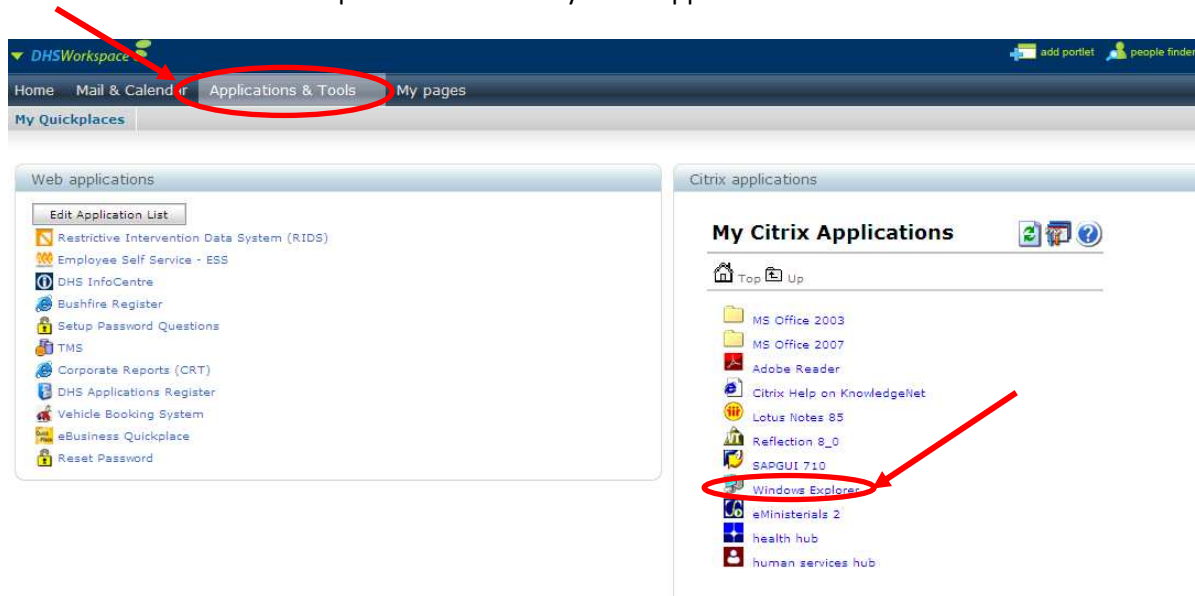 DHSWorkspace
add portlet people finder
Home Mail & Calendar Applications & Tools My pages
My Quickplaces
Web applications
Edit Application List
Restrictive Intervention Data System (RIDS)
Employee Self Service - ESS
DHS InfoCentre
Bushfire Register
Setup Password Questions
TMS
Corporate Reports (CRT)
DHS Applications Register
Vehicle Booking System
eBusiness Quickplace
Reset Password
Citrix applications
My Citrix Applications
Top Up
MS Office 2003
MS Office 2007
Adobe Reader
Citrix Help on KnowledgeNet
Lotus Notes 85
Reflection 8_0
SAPGUI 710
Windows Explorer
eMinisterials 2
health hub
human services hub